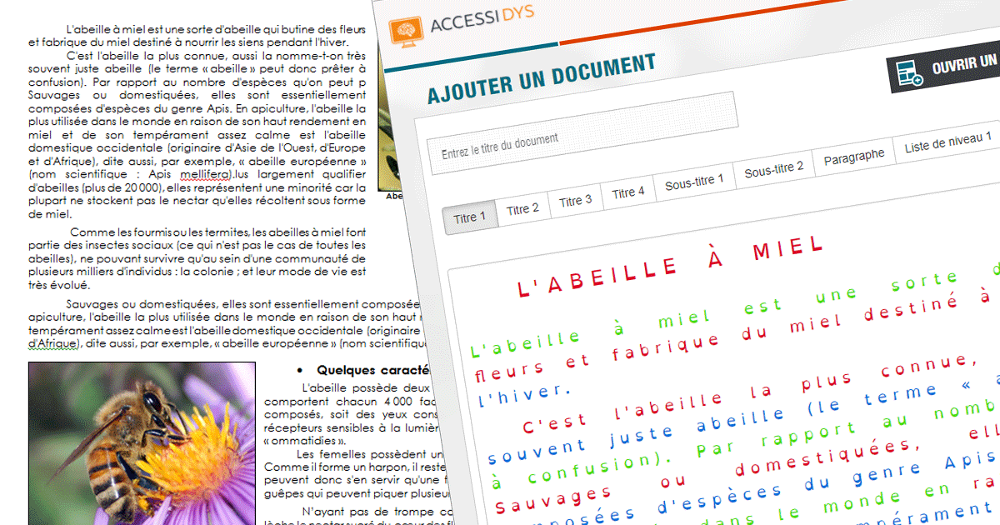 L'abeille à miel est une sorte d'abeille qui butine des fleurs
et fabrique du miel destiné à nourrir les siens pendant l'hiver.
C'est l'abeille la plus connue, aussi la nomme-t-on très
souvent juste abeille (le terme « abeille » peut donc prêter à
confusion). Par rapport au nombre d'espèces qu'on peut p
Sauvages ou domestiquées, elles sont essentiellement
composées d'espèces du genre Apis. En apiculture, l'abeille la
plus utilisée dans le monde en raison de son haut rendement en
miel et de son tempérament assez calme est l'abeille
domestique occidentale (originaire d'Asie de l'Ouest, d'Europe
et d'Afrique), dite aussi, par exemple, « abeille européenne »
(nom scientifique : Apis mellifera).lus largement qualifier
d'abeilles (plus de 20 000), elles représentent une minorité car la
plupart ne stockent pas le nectar qu'elles récoltent sous forme
de miel.
Comme les fourmis ou les termites, les abeilles à miel font
partie des insectes sociaux (ce qui n'est pas le cas de toutes les
abeilles), ne pouvant survivre qu'au sein d'une communauté de
plusieurs milliers d'individus : la colonie ; et leur mode de vie est
très évolué.
Sauvages ou domestiquées, elles sont essentiellement composée
apiculture, l'abeille la plus utilisée dans le monde en raison de son haut
tempérament assez calme est l'abeille domestique occidentale (originaire
d'Afrique), dite aussi, par exemple, « abeille européenne » (nom scientifiqu
Abe
• Quelques caracté
L'abeille possède deux
comportent chacun 4 000 fac
composés, soit des yeux cons
récepteurs sensibles à la lumièr
« ommatidies ».
Les femelles possèdent un
Comme il forme un harpon, il reste
peuvent donc s'en servir qu'une f
guêpes qui peuvent piquer plusieu
N'ayant pas de trompe co
lèche le nectar sucré du cœur des fl
ACCESSIDYS
AJOUTER UN DOCUMENT
OUVRIR UN
Entrez le titre du document
Titre 1 Titre 2 Titre 3 Titre 4 Sous-titre 1 Sous-titre 2 Paragraphe Liste de niveau 1
L'ABEILLE À MIEL
L'abeille à miel est une sorte d
fleurs et fabrique du miel destiné à
l'hiver.
C'est l'abeille la plus connue,
souvent juste abeille (le terme « a
à confusion). Par rapport au nomb
Sauvages ou domestiquées, ell
posées d'espèces du genre Apis
dans le monde en ra
pérament